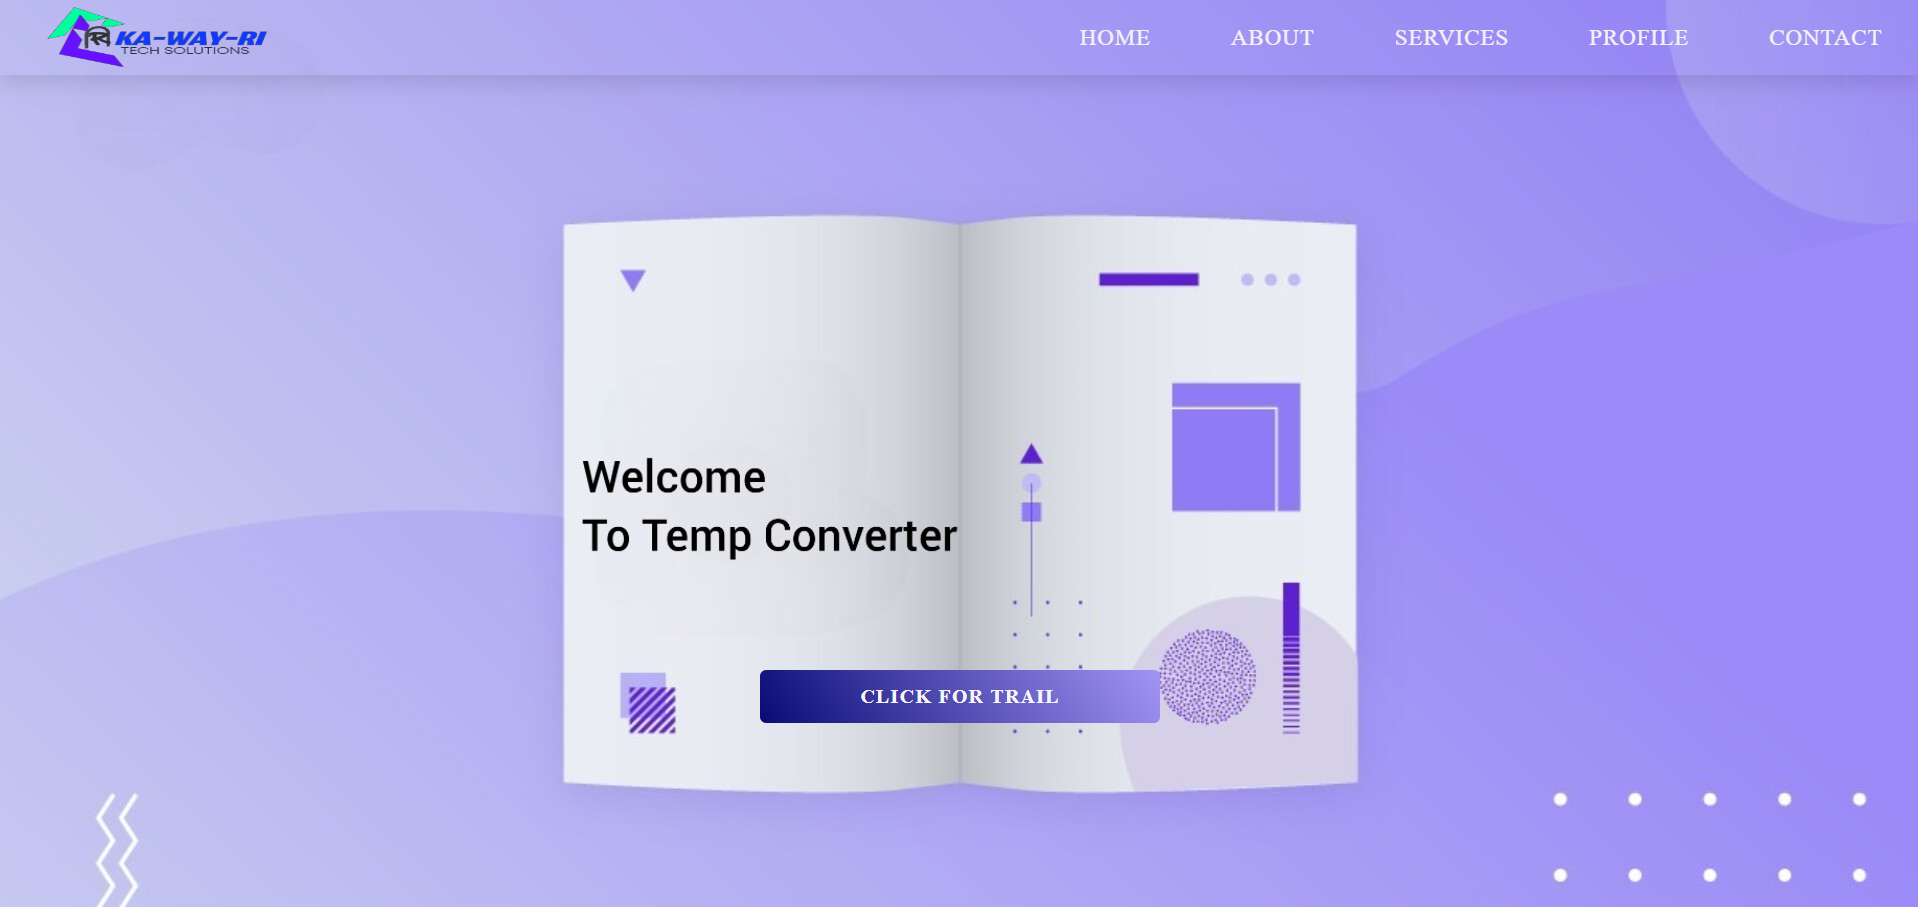 KA-WAY-RI
TECH SOLUTIONS
HOME ABOUT SERVICES PROFILE CONTACT
Welcome
To Temp Converter
CLICK FOR TRAIL